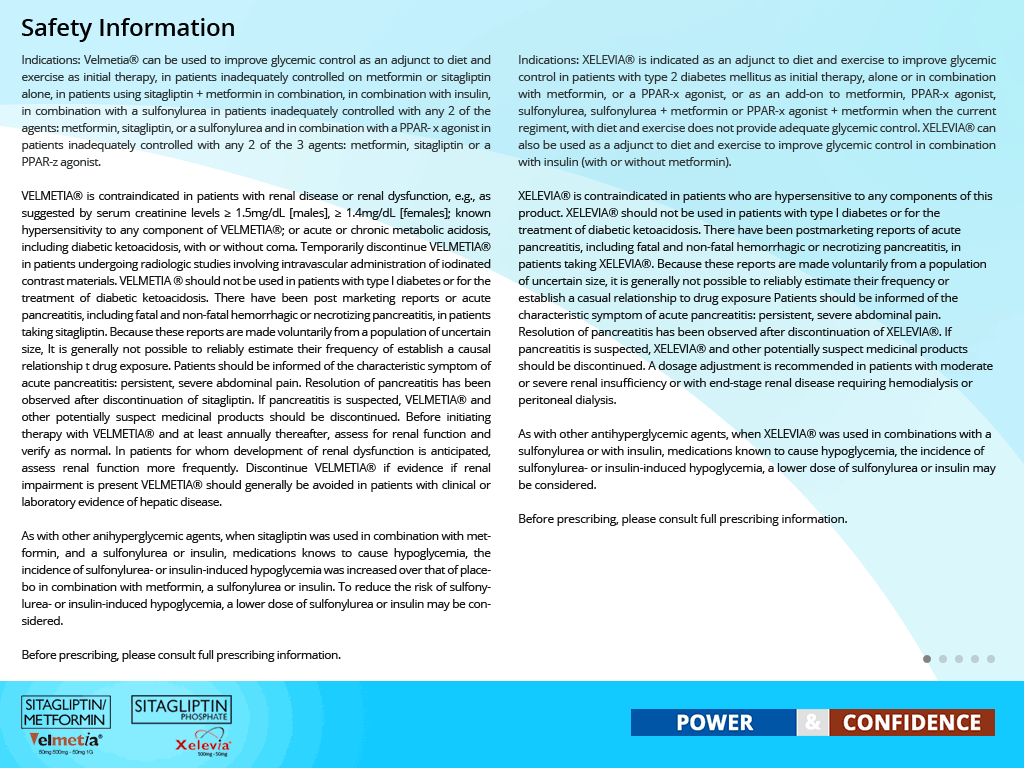 Safety Information
Indications: Velmetia® can be used to improve glycemic control as an adjunct to diet and
exercise as initial therapy, in patients inadequately controlled on metformin or sitagliptin
alone, in patients using sitagliptin + metformin in combination, in combination with insulin,
in combination with a sulfonylurea in patients inadequately controlled with any 2 of the
agents: metformin, sitagliptin, or a sulfonylurea and in combination with a PPAR- x agonist in
patients inadequately controlled with any 2 of the 3 agents: metformin, sitagliptin or a
PPAR-z agonist.
VELMETIA® is contraindicated in patients with renal disease or renal dysfunction, e.g., as
suggested by serum creatinine levels ≥ 1.5mg/dL [males], ≥ 1.4mg/dL [females]; known
hypersensitivity to any component of VELMETIA®; or acute or chronic metabolic acidosis,
including diabetic ketoacidosis, with or without coma. Temporarily discontinue VELMETIA®
in patients undergoing radiologic studies involving intravascular administration of iodinated
contrast materials. VELMETIA ® should not be used in patients with type I diabetes or for the
treatment of diabetic ketoacidosis. There have been post marketing reports or acute
pancreatitis, including fatal and non-fatal hemorrhagic or necrotizing pancreatitis, in patients
taking sitagliptin. Because these reports are made voluntarily from a population of uncertain
size, It is generally not possible to reliably estimate their frequency of establish a causal
relationship t drug exposure. Patients should be informed of the characteristic symptom of
acute pancreatitis: persistent, severe abdominal pain. Resolution of pancreatitis has been
observed after discontinuation of sitagliptin. If pancreatitis is suspected, VELMETIA® and
other potentially suspect medicinal products should be discontinued. Before initiating
therapy with VELMETIA® and at least annually thereafter, assess for renal function and
verify as normal. In patients for whom development of renal dysfunction is anticipated,
assess renal function more frequently. Discontinue VELMETIA® if evidence if renal
impairment is present VELMETIA® should generally be avoided in patients with clinical or
laboratory evidence of hepatic disease.
As with other anihyperglycemic agents, when sitagliptin was used in combination with met-
formin, and a sulfonylurea or insulin, medications knows to cause hypoglycemia, the
incidence of sulfonylurea- or insulin-induced hypoglycemia was increased over that of place-
bo in combination with metformin, a sulfonylurea or insulin. To reduce the risk of sulfony-
lurea- or insulin-induced hypoglycemia, a lower dose of sulfonylurea or insulin may be con-
sidered.
Before prescribing, please consult full prescribing information.
Indications: XELEVIA® is indicated as an adjunct to diet and exercise to improve glycemic
control in patients with type 2 diabetes mellitus as initial therapy, alone or in combination
with metformin, or a PPAR-x agonist, or as an add-on to metformin, PPAR-x agonist,
sulfonylurea, sulfonylurea + metformin or PPAR-x agonist + metformin when the current
regiment, with diet and exercise does not provide adequate glycemic control. XELEVIA® can
also be used as a adjunct to diet and exercise to improve glycemic control in combination
with insulin (with or without metformin).
XELEVIA® is contraindicated in patients who are hypersensitive to any components of this
product. XELEVIA® should not be used in patients with type I diabetes or for the
treatment of diabetic ketoacidosis. There have been postmarketing reports of acute
pancreatitis, including fatal and non-fatal hemorrhagic or necrotizing pancreatitis, in
patients taking XELEVIA®. Because these reports are made voluntarily from a population
of uncertain size, it is generally not possible to reliably estimate their frequency or
establish a casual relationship to drug exposure Patients should be informed of the
characteristic symptom of acute pancreatitis: persistent, severe abdominal pain.
Resolution of pancreatitis has been observed after discontinuation of XELEVIA®. If
pancreatitis is suspected, XELEVIA® and other potentially suspect medicinal products
should be discontinued. A dosage adjustment is recommended in patients with moderate
or severe renal insufficiency or with end-stage renal disease requiring hemodialysis or
peritoneal dialysis.
As with other antihyperglycemic agents, when XELEVIA® was used in combinations with a
sulfonylurea or with insulin, medications known to cause hypoglycemia, the incidence of
sulfonylurea- or insulin-induced hypoglycemia, a lower dose of sulfonylurea or insulin may
be considered.
Before prescribing, please consult full prescribing information.
SITAGLIPTIN/
METFORMIN
Velmetia®
50mg 500mg - 50mg 1G
SITAGLIPTIN
PHOSPHATE
Xelevia®
100mg - 50mg
POWER & CONFIDENCE